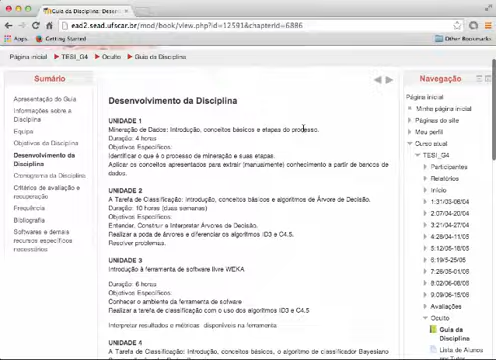 Guia da Disciplina: Desenv
ead2.sead.ufscar.br/mod/book/view.php?id=12591&chapterid=6886
Apps
Getting Started
Other Bookmarks
Página inicial ▶ TESI_G4 ▶ Oculto ▶ Guia da Disciplina
Sumário
Apresentação do Guia
Informações sobre a
Disciplina
Equipe
Objetivos da Disciplina
Desenvolvimento da
Disciplina
Cronograma da Disciplina
Critérios de avaliação e
recuperação
Frequência
Bibliografia
Softwares e demais
recursos específicos
necessários
Desenvolvimento da Disciplina
UNIDADE 1
Mineração de Dados: Introdução, conceitos básicos e etapas do processo.
Duração: 4 horas
Objetivos Específicos:
Identificar o que é o processo de mineração e suas etapas.
Aplicar os conceitos apresentados para extrair (manusmento) conhecimento a partir de bancos de
dados.
UNIDADE 2
A Tarefa de Classificação: Introdução, conceitos básicos e algoritmos de Árvore de Decisão.
Duração: 10 horas (duas semanas)
Objetivos Específicos:
Entender, Construir e Interpretar Árvores de Decisão.
Realizar a poda de árvores e diferenciar os algoritmos ID3 e C4.5.
Resolver problemas.
UNIDADE 3
Introdução à ferramenta de software livre WEKA
Duração: 6 horas
Objetivos Específicos:
Conhecer o ambiente da ferramenta de sofware
Realizar a tarefa de classificação com o uso dos algoritmos ID3 e C4.5
Interpretar resultados e métricas disponíveis na ferramenta
UNIDADE 4
A Tarefa de Classificação: Introdução, conceitos básicos, o algoritmo de classificador Bayesiano
Navegação
Página inicial
Minha página inicial
Páginas do site
Meu perfil
Curso atual
TESI_G4
Participantes
Relatórios
Início
1:31/03-06/04
2:07/04-20/04
3:21/04-27/04
4:28/04-11/05
5:12/05-18/05
6:19/5-25/05
7:26/05-01/06
8:02/06-08/06
9:09/06-15/06
Avaliações
Oculto
Guia da
Disciplina
Lista de Alunos